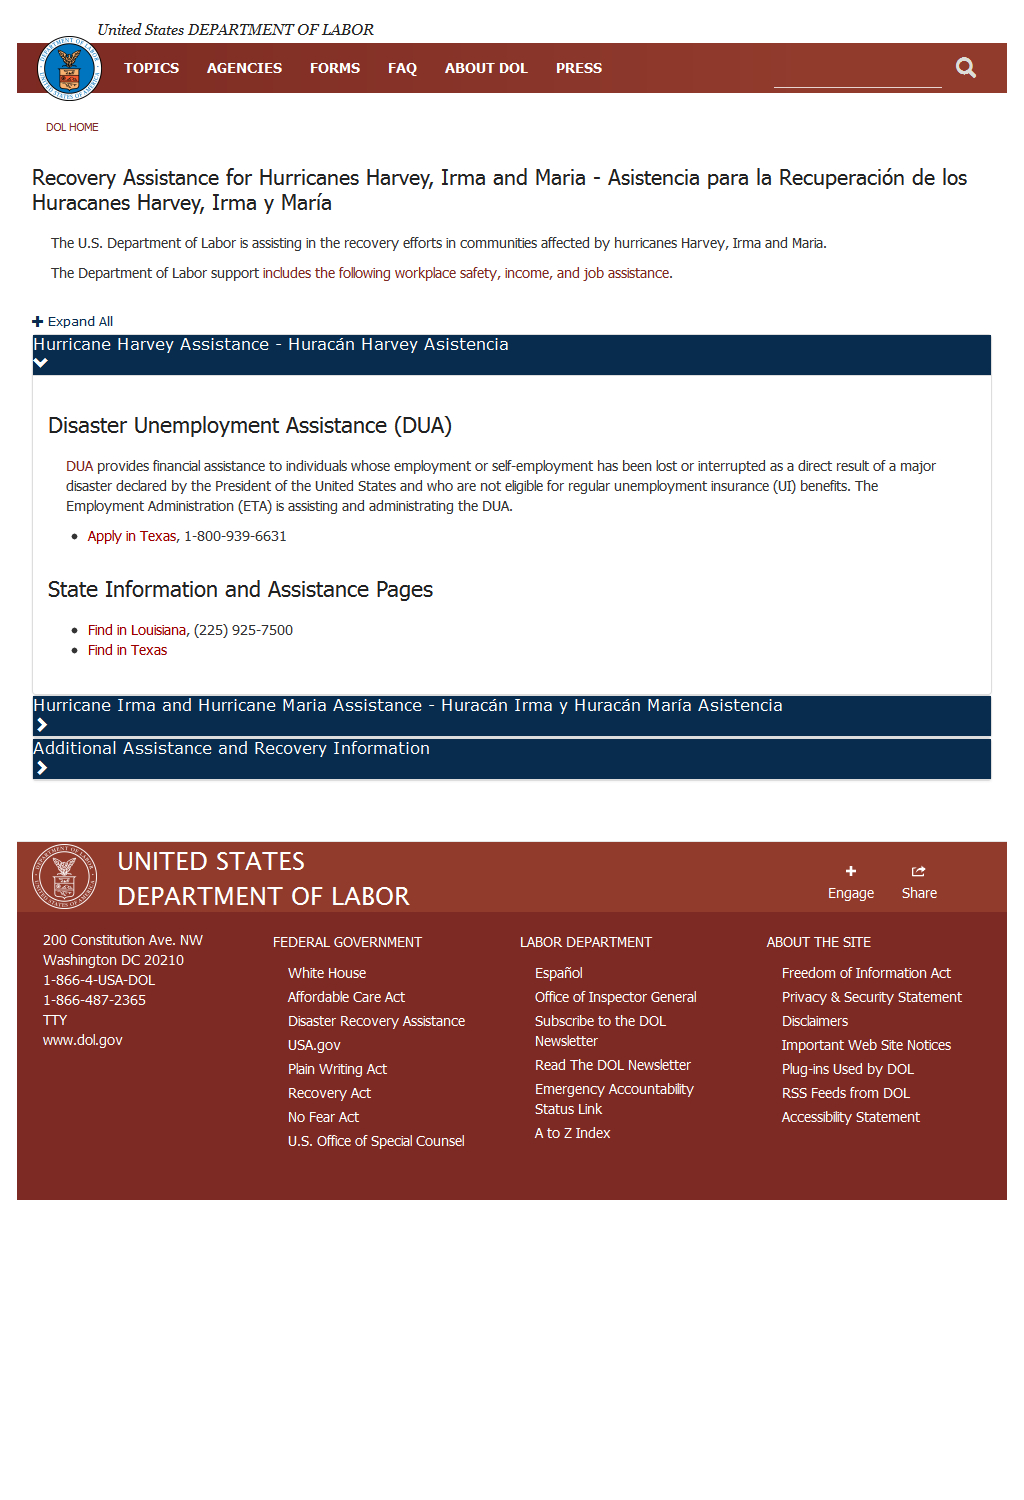 United States DEPARTMENT OF LABOR
TOPICS AGENCIES FORMS FAQ ABOUT DOL PRESS
DOL HOME
Recovery Assistance for Hurricanes Harvey, Irma and Maria - Asistencia para la Recuperación de los
Huracanes Harvey, Irma y María
The U.S. Department of Labor is assisting in the recovery efforts in communities affected by hurricanes Harvey, Irma and Maria.
The Department of Labor support includes the following workplace safety, income, and job assistance.
Expand All
Hurricane Harvey Assistance - Huracán Harvey Asistencia
Disaster Unemployment Assistance (DUA)
DUA provides financial assistance to individuals whose employment or self-employment has been lost or interrupted as a direct result of a major
disaster declared by the President of the United States and who are not eligible for regular unemployment insurance (UI) benefits. The
Employment Administration (ETA) is assisting and administrating the DUA.
• Apply in Texas, 1-800-939-6631
State Information and Assistance Pages
• Find in Louisiana, (225) 925-7500
• Find in Texas
Hurricane Irma and Hurricane Maria Assistance - Huracán Irma y Huracán María Asistencia
Additional Assistance and Recovery Information
UNITED STATES
DEPARTMENT OF LABOR
Engage Share
200 Constitution Ave. NW
Washington DC 20210
1-866-4-USA-DOL
1-866-487-2365
TTY
www.dol.gov
FEDERAL GOVERNMENT
White House
Affordable Care Act
Disaster Recovery Assistance
USA.gov
Plain Writing Act
Recovery Act
No Fear Act
U.S. Office of Special Counsel
LABOR DEPARTMENT
Español
Office of Inspector General
Subscribe to the DOL
Newsletter
Read The DOL Newsletter
Emergency Accountability
Status Link
A to Z Index
ABOUT THE SITE
Freedom of Information Act
Privacy & Security Statement
Disclaimers
Important Web Site Notices
Plug-ins Used by DOL
RSS Feeds from DOL
Accessibility Statement